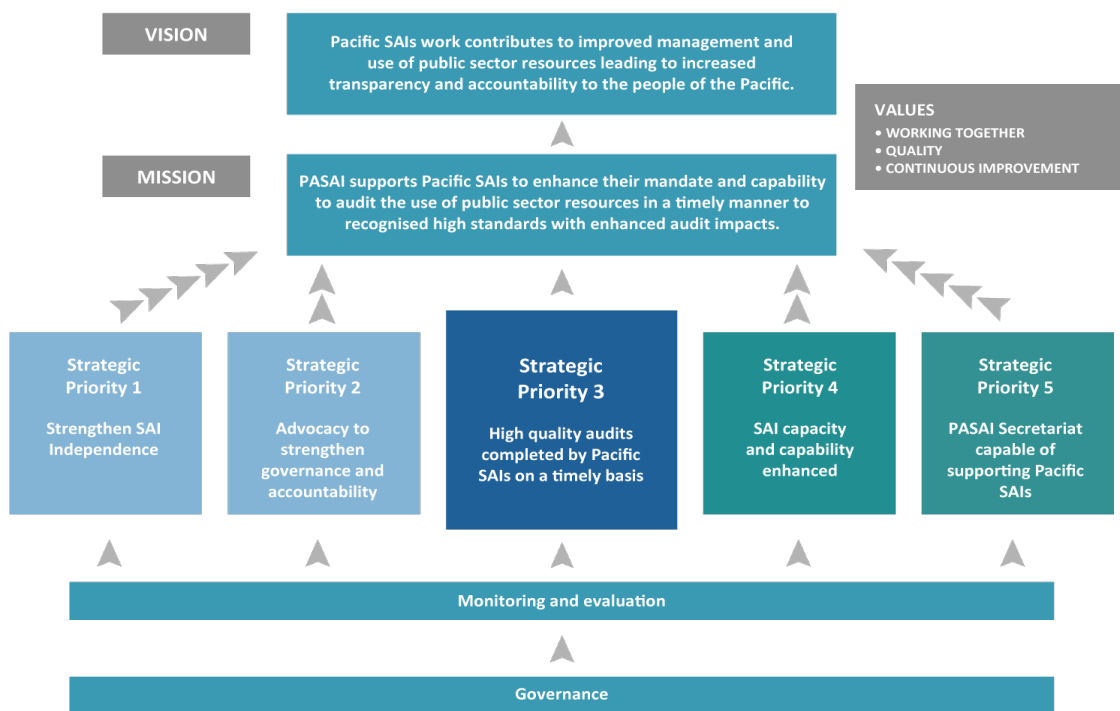 VISION
Pacific SAIs work contributes to improved management and
use of public sector resources leading to increased
transparency and accountability to the people of the Pacific.
VALUES
• WORKING TOGETHER
• QUALITY
• CONTINUOUS IMPROVEMENT
MISSION
PASAI supports Pacific SAIs to enhance their mandate and capability
to audit the use of public sector resources in a timely manner to
recognised high standards with enhanced audit impacts.
Strategic
Priority 1
Strengthen SAI
Independence
Strategic
Priority 2
Advocacy to
strengthen
governance and
accountability
Strategic
Priority 3
High quality audits
completed by Pacific
SAIs on a timely basis
Strategic
Priority 4
SAI capacity
and capability
enhanced
Strategic
Priority 5
PASAI Secretariat
capable of
supporting Pacific
SAIs
Monitoring and evaluation
Governance